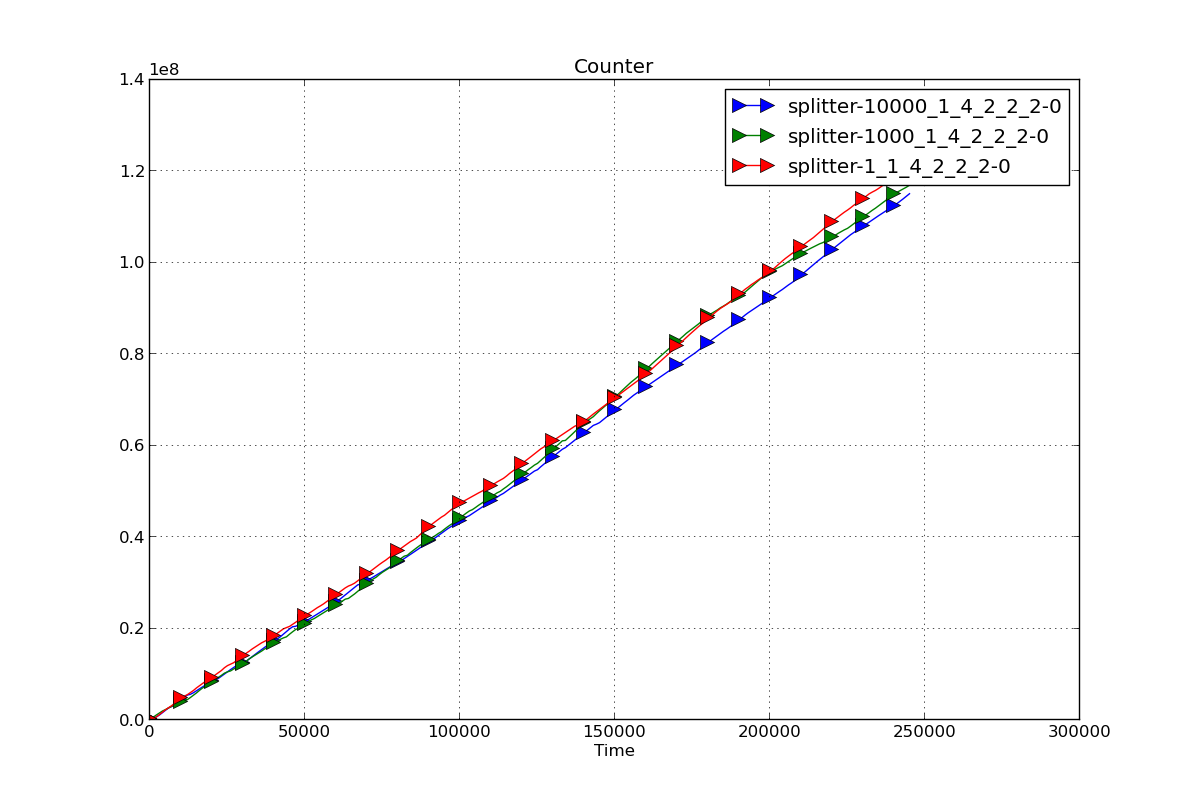 Counter
1e8
1.4
1.2
1.0
0.8
0.6
0.4
0.2
0.0
splitter-10000_1_4_2_2_2-0
splitter-1000_1_4_2_2_2-0
splitter-1_1_4_2_2_2-0
0 50000 100000 150000 200000 250000 300000
Time